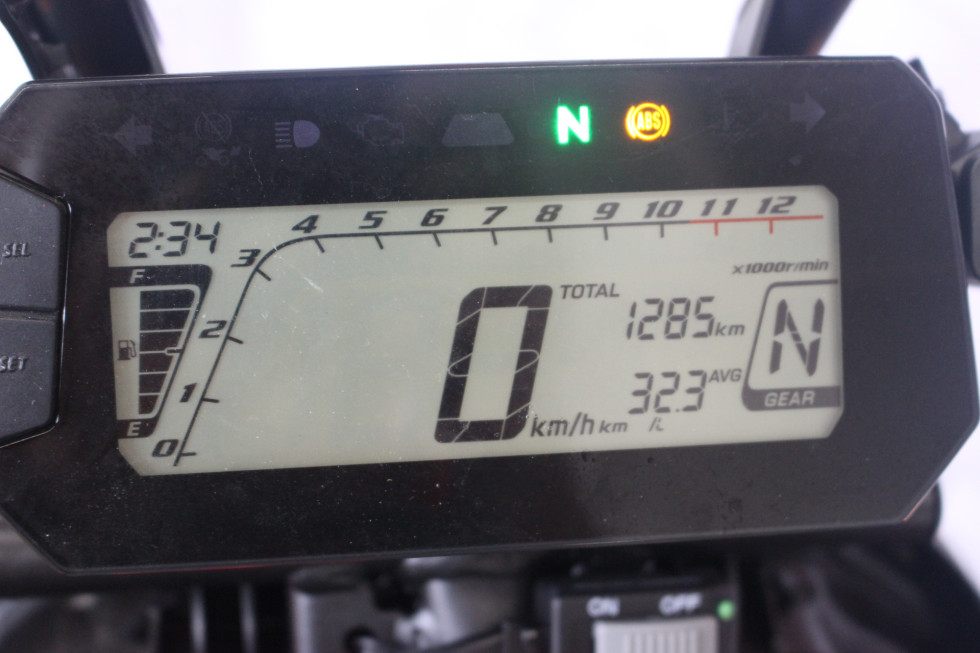 N ABS
2:34
F
E
SEL
SET
0 1 2 3 4 5 6 7 8 9 10 11 12
x1000r/min
0
km/h
TOTAL
1285km
AVG
32.3
km/L
N
GEAR
ON OFF